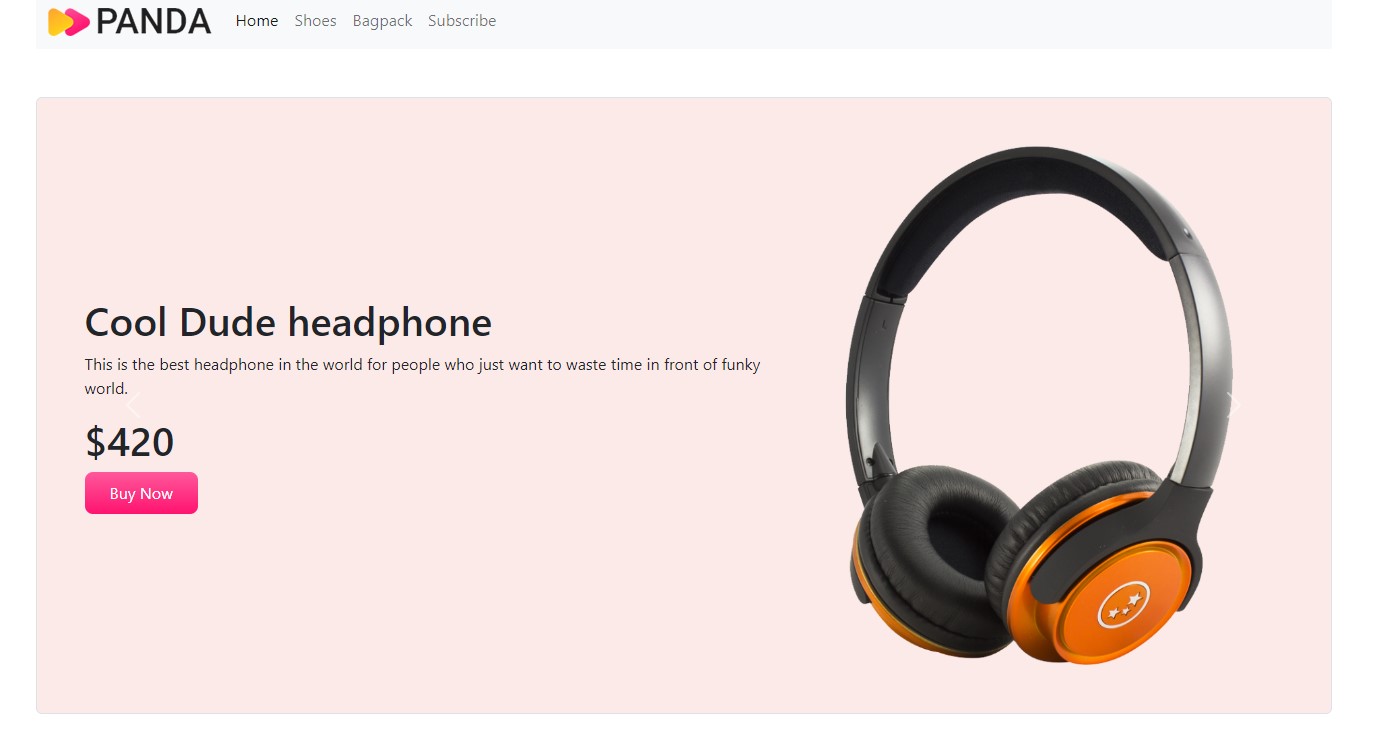 PANDA Home Shoes Bagpack Subscribe
Cool Dude headphone
This is the best headphone in the world for people who just want to waste time in front of funky
world.
$420
Buy Now